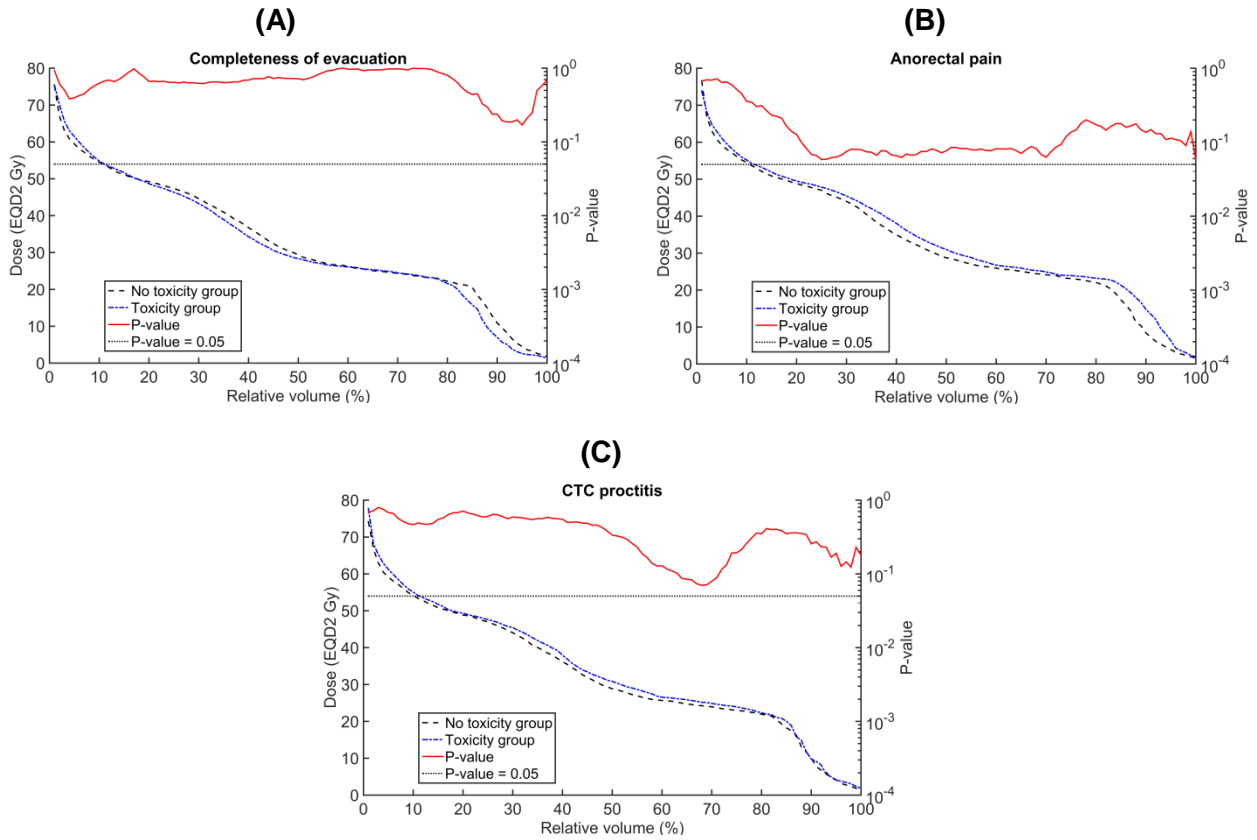 (A)
Completeness of evacuation
80
70
60
50
40
30
20
10
0
Dose (EQD2 Gy)
10^0
10^-1
10^-2
10^-3
10^-4
P-value
No toxicity group
Toxicity group
P-value
P-value = 0.05
0 10 20 30 40 50 60 70 80 90 100
Relative volume (%)
(B)
Anorectal pain
80
70
60
50
40
30
20
10
0
Dose (EQD2 Gy)
10^0
10^-1
10^-2
10^-3
10^-4
P-value
No toxicity group
Toxicity group
P-value
P-value = 0.05
0 10 20 30 40 50 60 70 80 90 100
Relative volume (%)
(C)
CTC proctitis
80
70
60
50
40
30
20
10
0
Dose (EQD2 Gy)
10^0
10^-1
10^-2
10^-3
10^-4
P-value
No toxicity group
Toxicity group
P-value
P-value = 0.05
0 10 20 30 40 50 60 70 80 90 100
Relative volume (%)